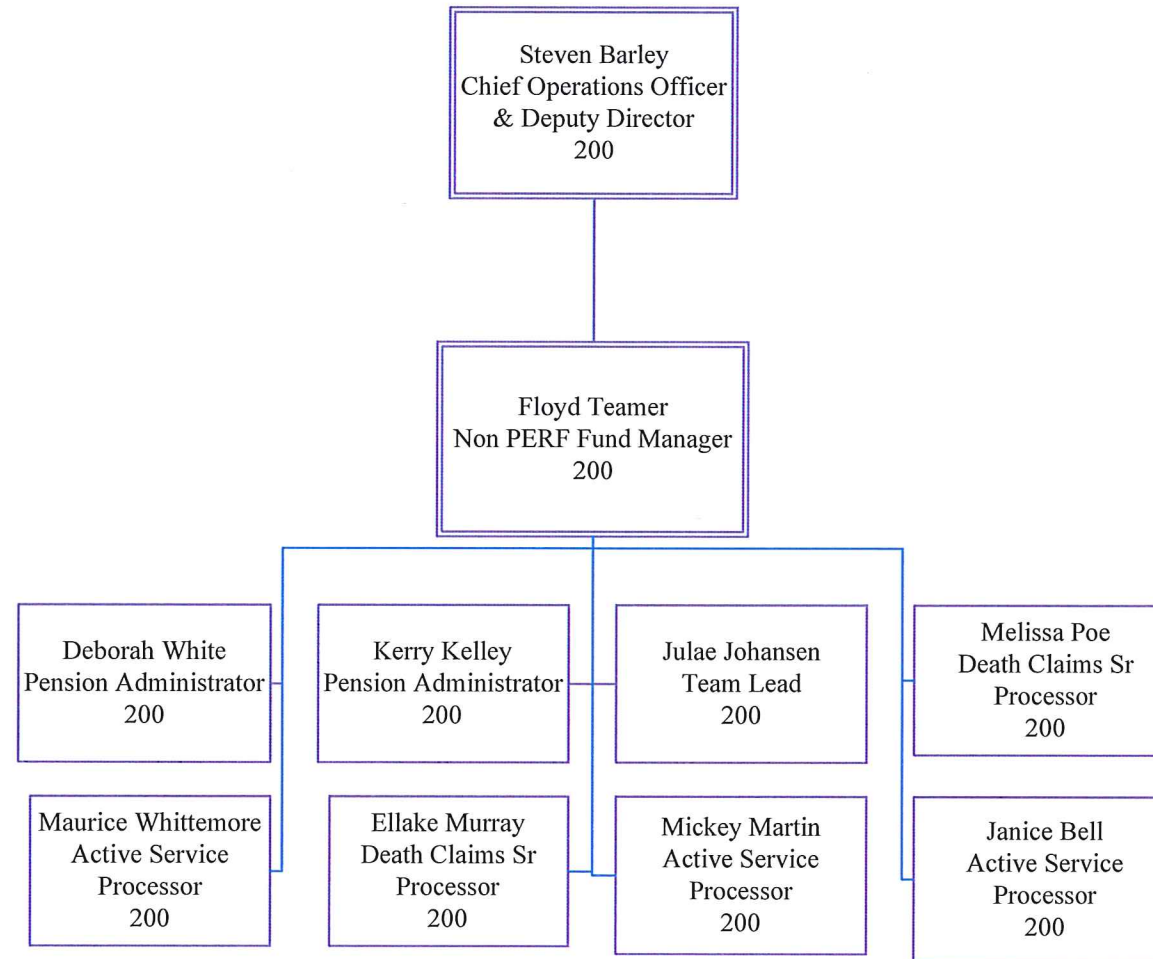 Steven Barley
Chief Operations Officer
& Deputy Director
200
Floyd Teamer
Non PERF Fund Manager
200
Deborah White
Pension Administrator
200
Kerry Kelley
Pension Administrator
200
Julae Johansen
Team Lead
200
Melissa Poe
Death Claims Sr
Processor
200
Maurice Whittemore
Active Service
Processor
200
Ellake Murray
Death Claims Sr
Processor
200
Mickey Martin
Active Service
Processor
200
Janice Bell
Active Service
Processor
200